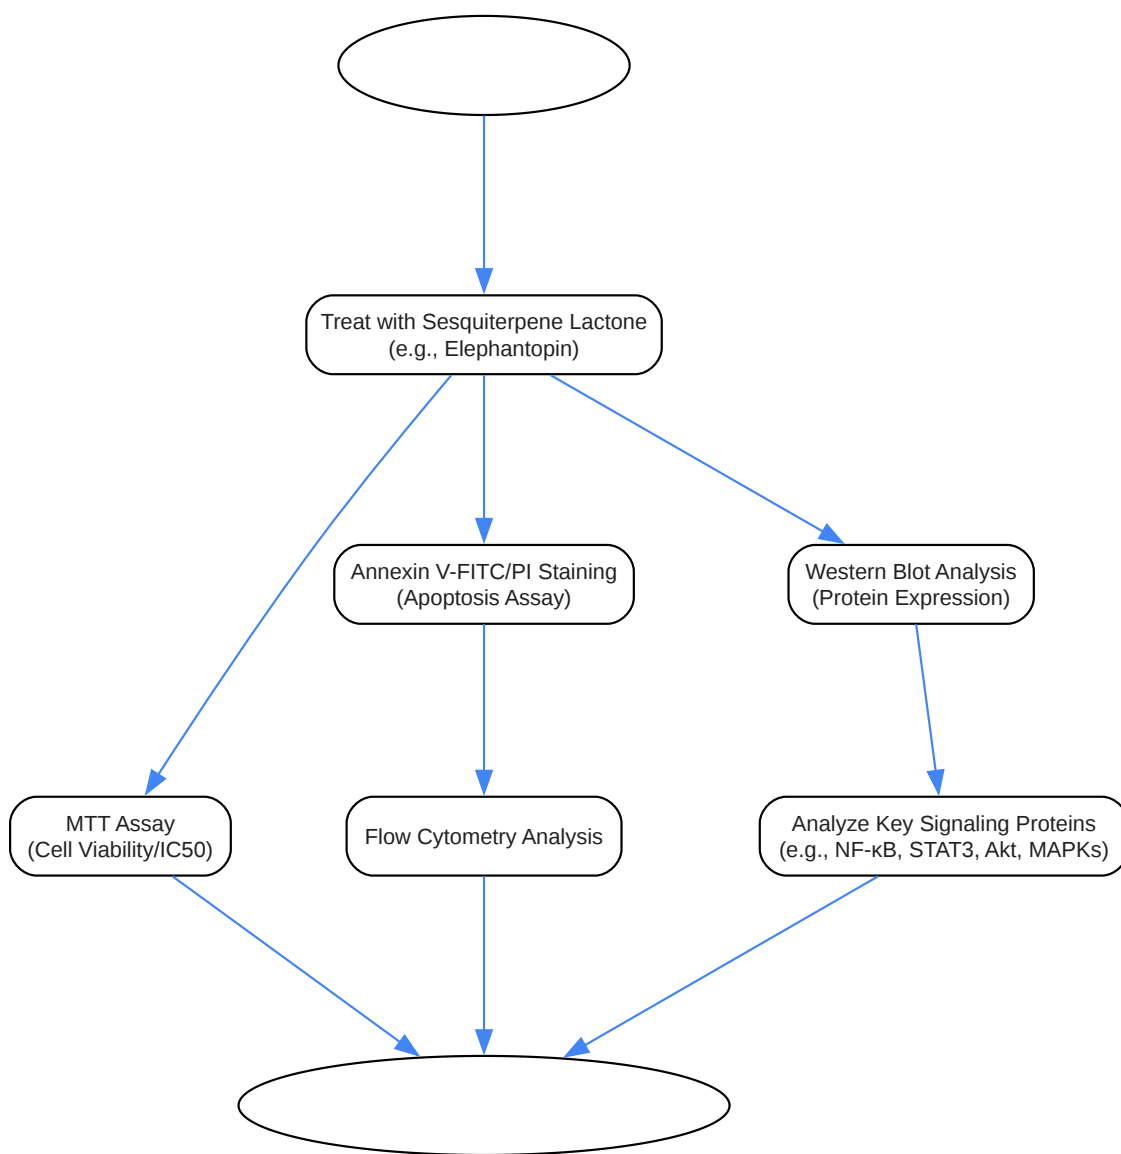 Treat with Sesquiterpene Lactone
(e.g., Elephantopin)
Annexin V-FITC/PI Staining
(Apoptosis Assay)
Western Blot Analysis
(Protein Expression)
MTT Assay
(Cell Viability/IC50)
Flow Cytometry Analysis
Analyze Key Signaling Proteins
(e.g., NF-κB, STAT3, Akt, MAPKs)